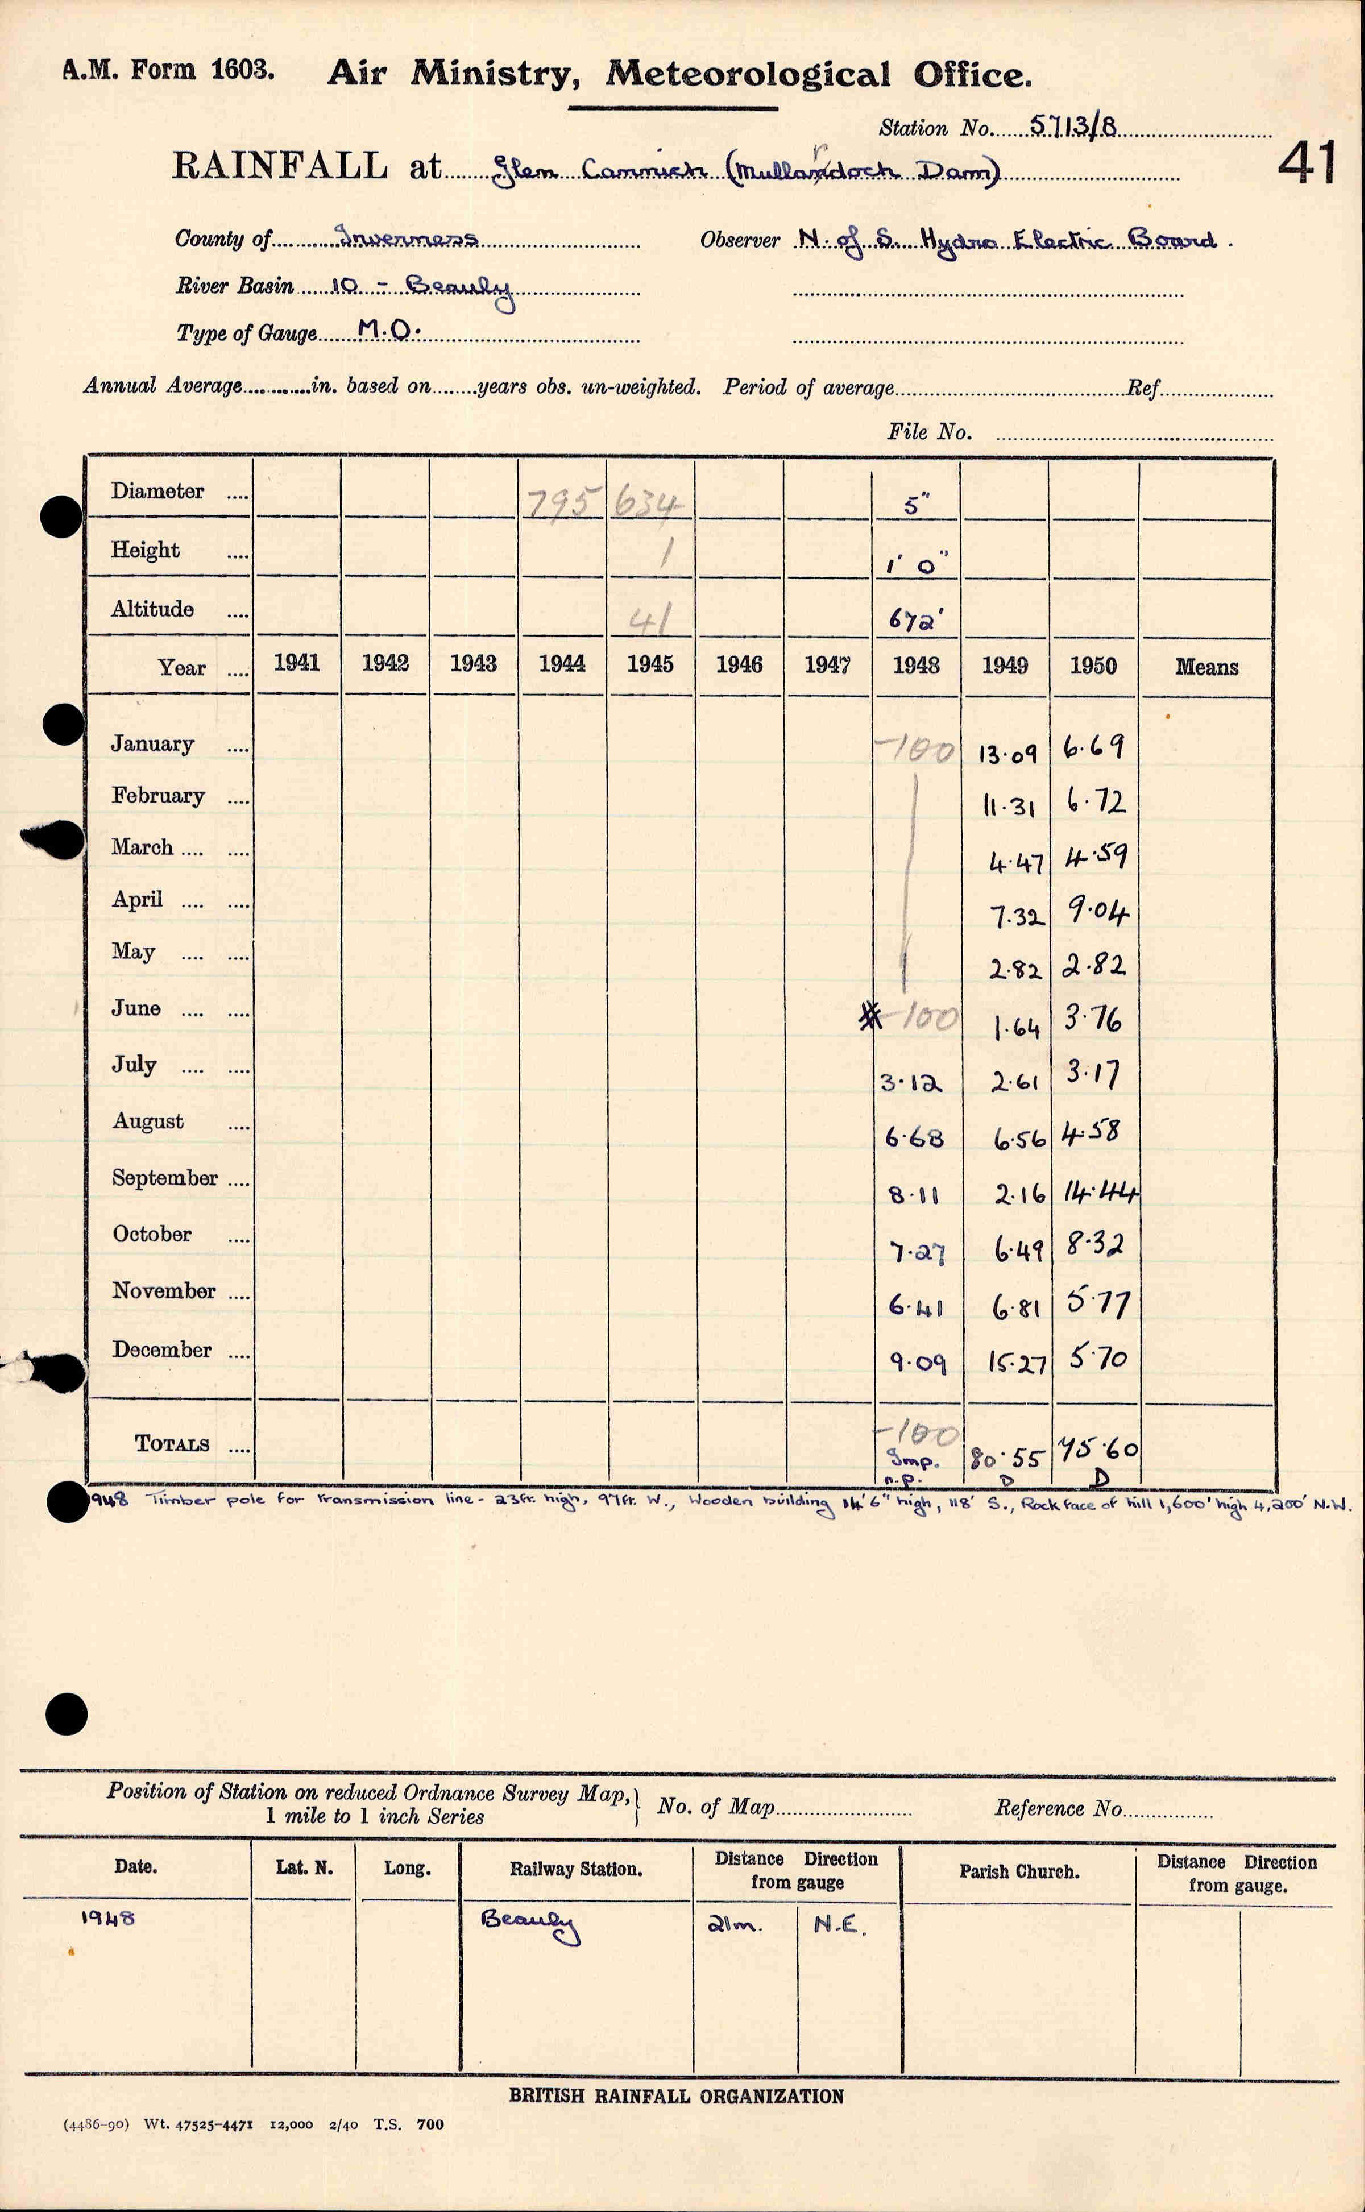 A.M. Form 1603. Air Ministry, Meteorological Office.
Station No. 5713/8
41
RAINFALL at Glen Cannich (Mullardoch Dam)
County of Inverness Observer N. of S. Hydro Electric Board.
River Basin 10 - Beauly
Type of Gauge M.O.
Annual Average in. based on years obs. un-weighted. Period of average Ref.
File No.
Diameter 795 634 5"
Height 1 1' 0"
Altitude 41 672'
Year 1941 1942 1943 1944 1945 1946 1947 1948 1949 1950 Means
January -100 13.09 6.69
February 11.31 6.72
March 4.47 4.59
April 7.32 9.04
May 2.82 2.82
June -100 1.64 3.76
July 3.12 2.61 3.17
August 6.68 6.56 4.58
September 8.11 2.16 14.44
October 7.27 6.49 8.32
November 6.41 6.81 5.77
December 9.09 15.27 5.70
-100
TOTALS Imp. 80.55 75.60
n.p. D D
1948 Timber pole for transmission line - 23ft. high, 97ft. W., Wooden building 14'6" high, 118' S., Rock face of hill 1,600' high 4,200' N.W.
Position of Station on reduced Ordnance Survey Map, } No. of Map Reference No.
1 mile to 1 inch Series
Date. Lat. N. Long. Railway Station. Distance Direction from gauge Parish Church. Distance Direction from gauge.
1948 Beauly 21m. N.E.
BRITISH RAINFALL ORGANIZATION
(4486-90) Wt. 47525-4471 12,000 2/40 T.S. 700